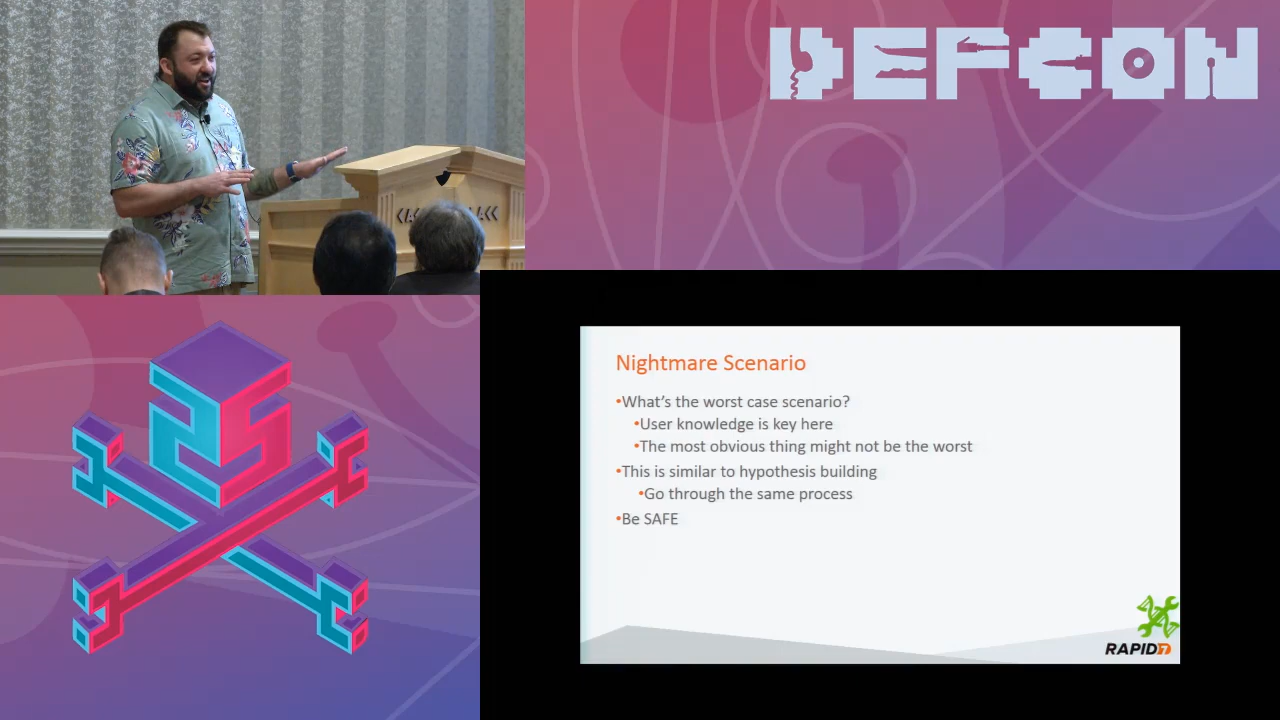 DEFCON
Nightmare Scenario
•What's the worst case scenario?
•User knowledge is key here
•The most obvious thing might not be the worst
•This is similar to hypothesis building
•Go through the same process
•Be SAFE
RAPID7
25